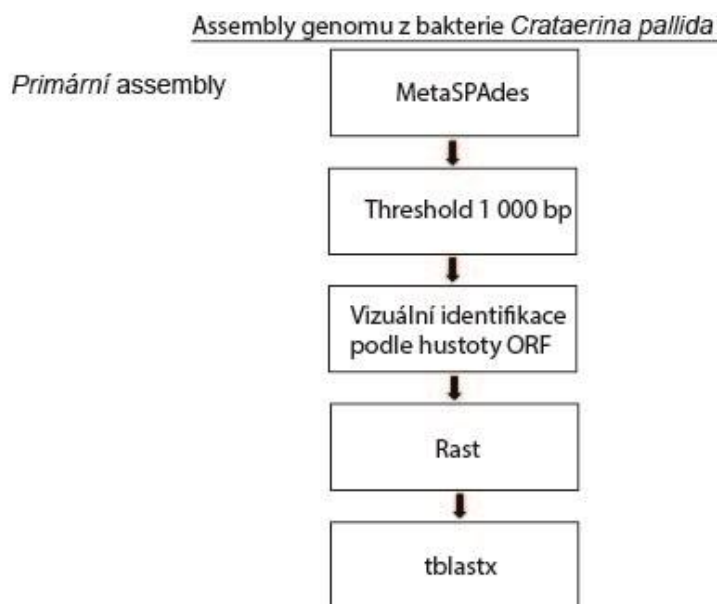 Assembly genomu z bakterie Crataerina pallida
Primární assembly
MetaSPAdes
Threshold 1 000 bp
Vizuální identifikace
podle hustoty ORF
Rast
tblastx